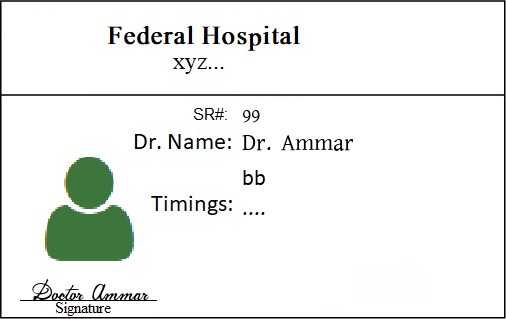 Federal Hospital
xyz...
SR#: 99
Dr. Name: Dr. Ammar
bb
Timings: ....
Doctor Ammar
Signature